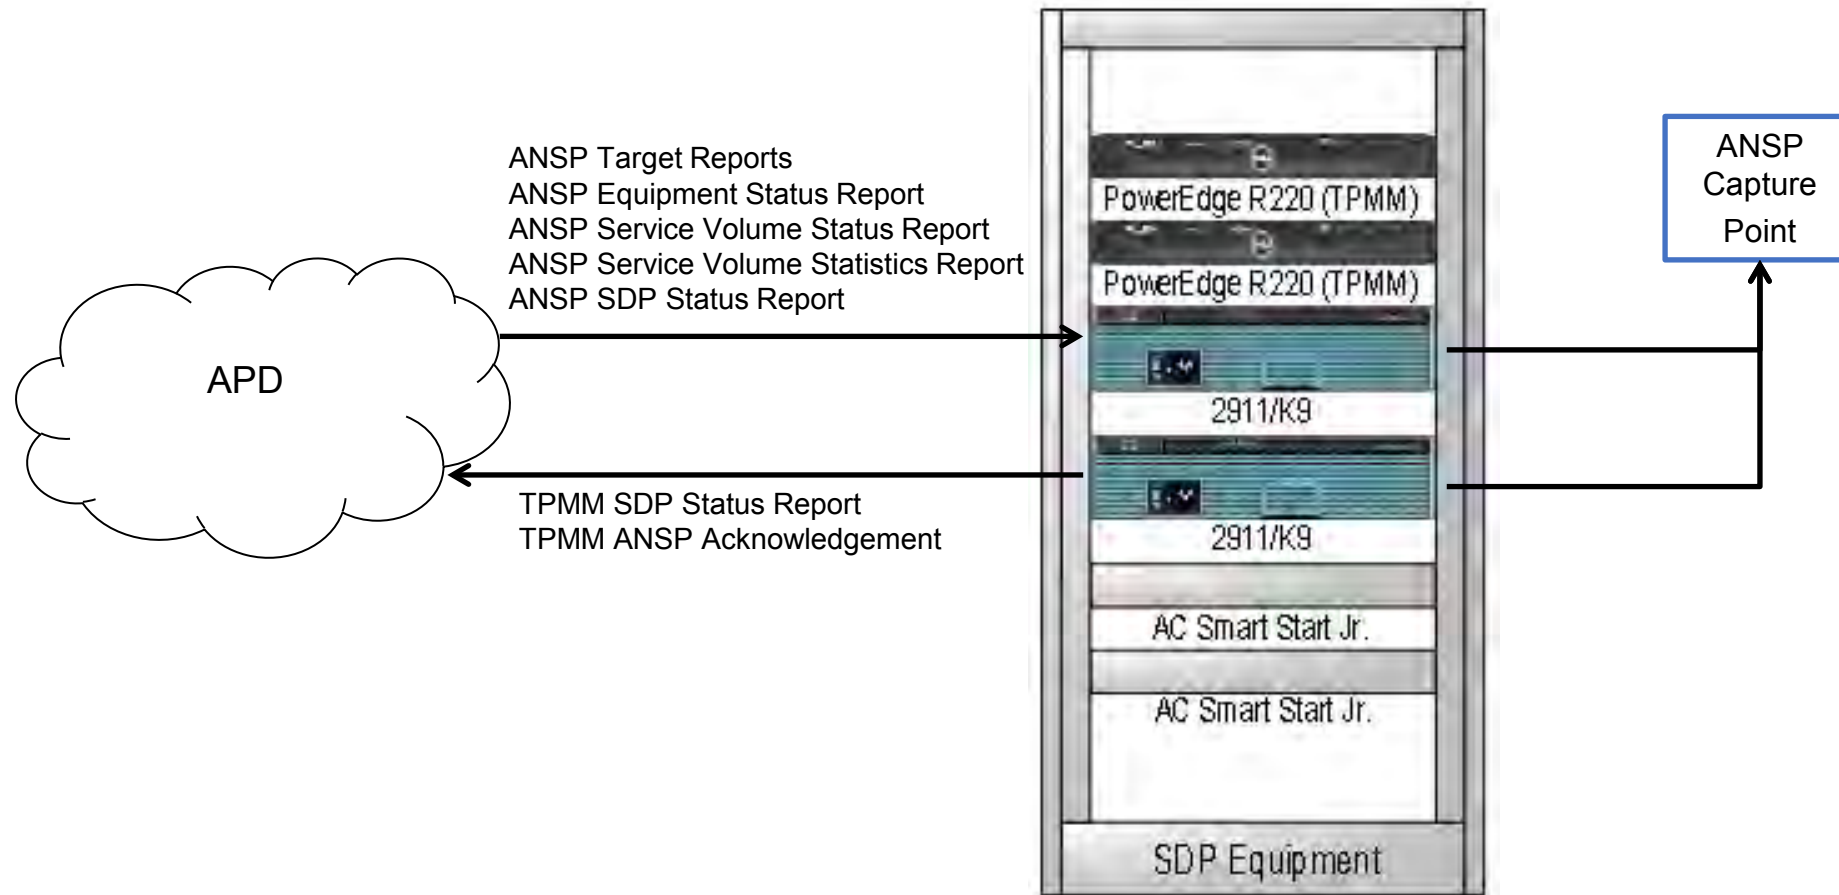 ANSP Target Reports
ANSP Equipment Status Report
ANSP Service Volume Status Report
ANSP Service Volume Statistics Report
ANSP SDP Status Report
APD
TPMM SDP Status Report
TPMM ANSP Acknowledgement
PowerEdge R220 (TPMM)
PowerEdge R220 (TPMM)
2911/K9
2911/K9
AC Smart Start Jr.
AC Smart Start Jr.
SDP Equipment
ANSP
Capture
Point